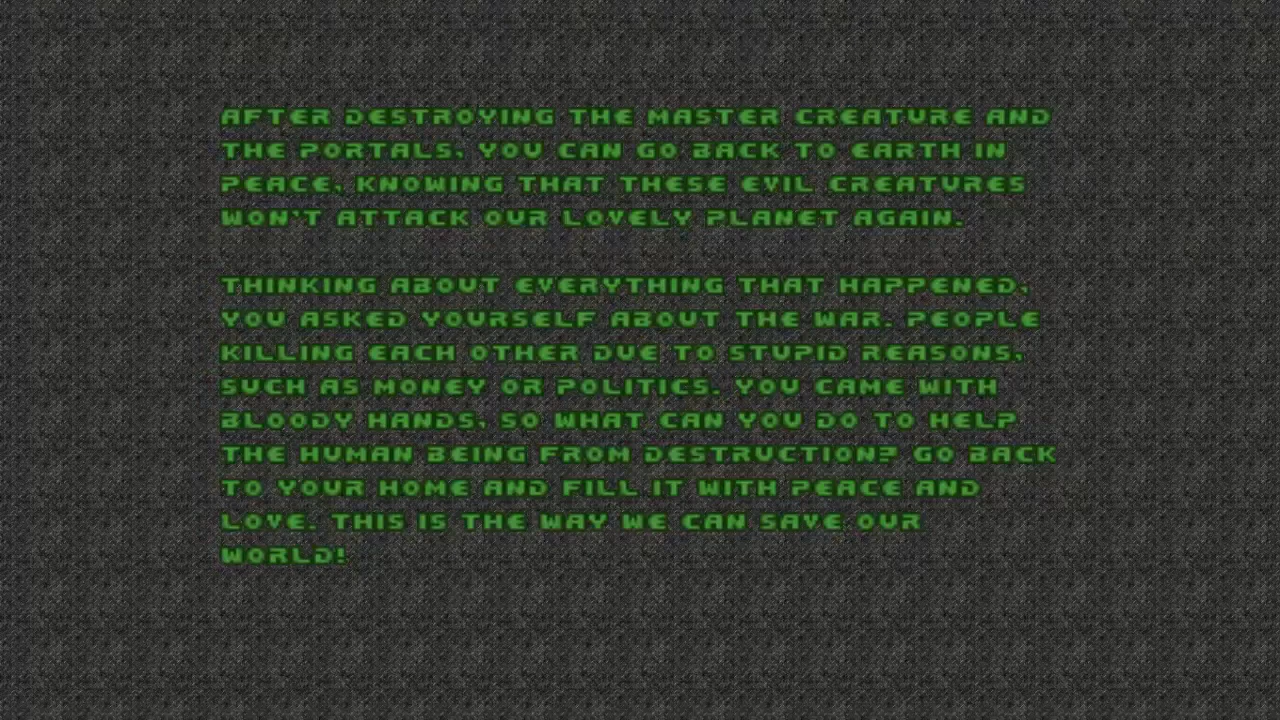 AFTER DESTROYING THE MASTER CREATURE AND
THE PORTALS, YOU CAN GO BACK TO EARTH IN
PEACE, KNOWING THAT THESE EVIL CREATURES
WON'T ATTACK OUR LOVELY PLANET AGAIN.
THINKING ABOUT EVERYTHING THAT HAPPENED,
YOU ASKED YOURSELF ABOUT THE WAR. PEOPLE
KILLING EACH OTHER DUE TO STUPID REASONS,
SUCH AS MONEY OR POLITICS. YOU CAME WITH
BLOODY HANDS, SO WHAT CAN YOU DO TO HELP
THE HUMAN BEING FROM DESTRUCTION? GO BACK
TO YOUR HOME AND FILL IT WITH PEACE AND
LOVE. THIS IS THE WAY WE CAN SAVE OUR
WORLD!